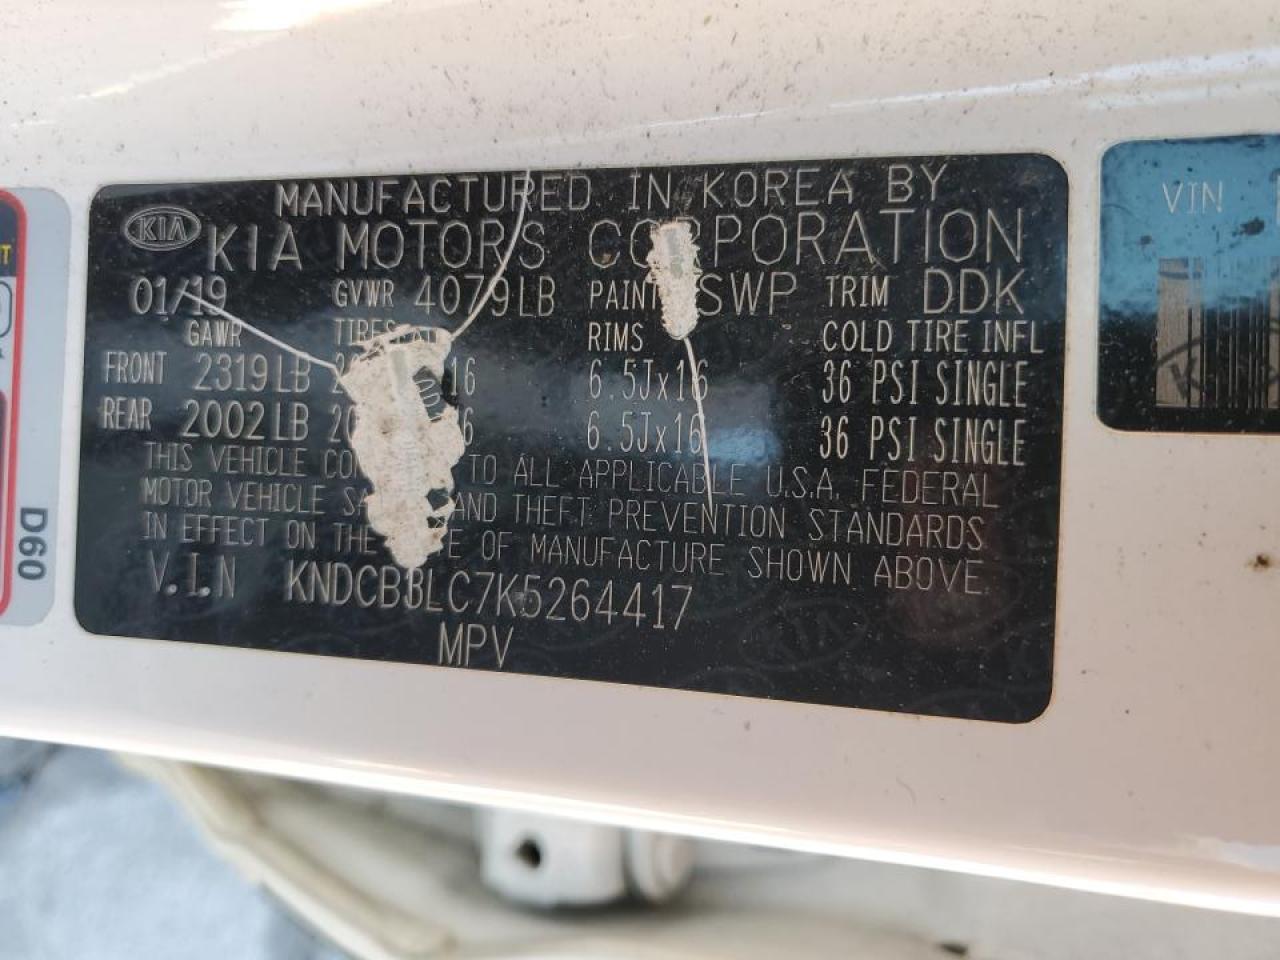 MANUFACTURED IN KOREA BY
KIA KIA MOTORS CORPORATION
01/19 GVWR 4079LB PAINT SWP TRIM DDK
GAWR TIRES RIMS COLD TIRE INFL
FRONT 2319LB 16 6.5Jx16 36 PSI SINGLE
REAR 2002LB 6.5Jx16 36 PSI SINGLE
THIS VEHICLE TO ALL APPLICABLE U.S.A. FEDERAL
MOTOR VEHICLE AND THEFT PREVENTION STANDARDS
IN EFFECT ON THE OF MANUFACTURE SHOWN ABOVE.
V.I.N KNDCB3LC7K5264417
MPV
VIN
D60